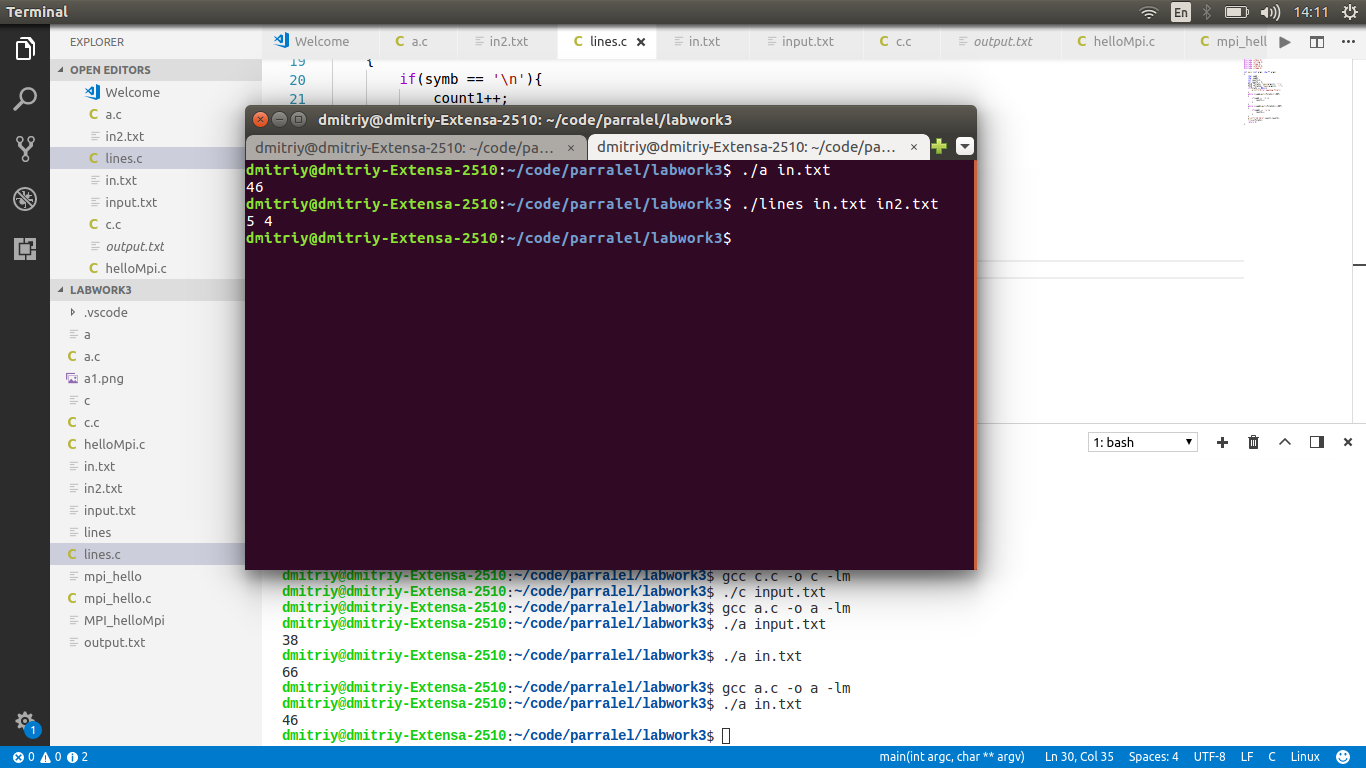 Terminal
En
14:11
EXPLORER
Welcome
a.c
in2.txt
lines.c
in.txt
input.txt
c.c
output.txt
helloMpi.c
mpi_hell
OPEN EDITORS
Welcome
a.c
in2.txt
lines.c
in.txt
input.txt
c.c
output.txt
helloMpi.c
LABWORK3
.vscode
a
a.c
a1.png
c
c.c
helloMpi.c
in.txt
in2.txt
input.txt
lines
lines.c
mpi_hello
mpi_hello.c
MPI_helloMpi
output.txt
19 {
20 if(symb == '\n'){
21 count1++;
dmitriy@dmitriy-Extensa-2510: ~/code/parralel/labwork3
dmitriy@dmitriy-Extensa-2510: ~/code/pa...
dmitriy@dmitriy-Extensa-2510: ~/code/pa...
dmitriy@dmitriy-Extensa-2510:~/code/parralel/labwork3$ ./a in.txt
46
dmitriy@dmitriy-Extensa-2510:~/code/parralel/labwork3$ ./lines in.txt in2.txt
5 4
dmitriy@dmitriy-Extensa-2510:~/code/parralel/labwork3$
1: bash
dmitriy@dmitriy-Extensa-2510:~/code/parralel/labwork3$ gcc c.c -o c -lm
dmitriy@dmitriy-Extensa-2510:~/code/parralel/labwork3$ ./c input.txt
dmitriy@dmitriy-Extensa-2510:~/code/parralel/labwork3$ gcc a.c -o a -lm
dmitriy@dmitriy-Extensa-2510:~/code/parralel/labwork3$ ./a input.txt
38
dmitriy@dmitriy-Extensa-2510:~/code/parralel/labwork3$ ./a in.txt
66
dmitriy@dmitriy-Extensa-2510:~/code/parralel/labwork3$ gcc a.c -o a -lm
dmitriy@dmitriy-Extensa-2510:~/code/parralel/labwork3$ ./a in.txt
46
dmitriy@dmitriy-Extensa-2510:~/code/parralel/labwork3$
1
0 0 2
main(int argc, char ** argv) Ln 30, Col 35 Spaces: 4 UTF-8 LF C Linux